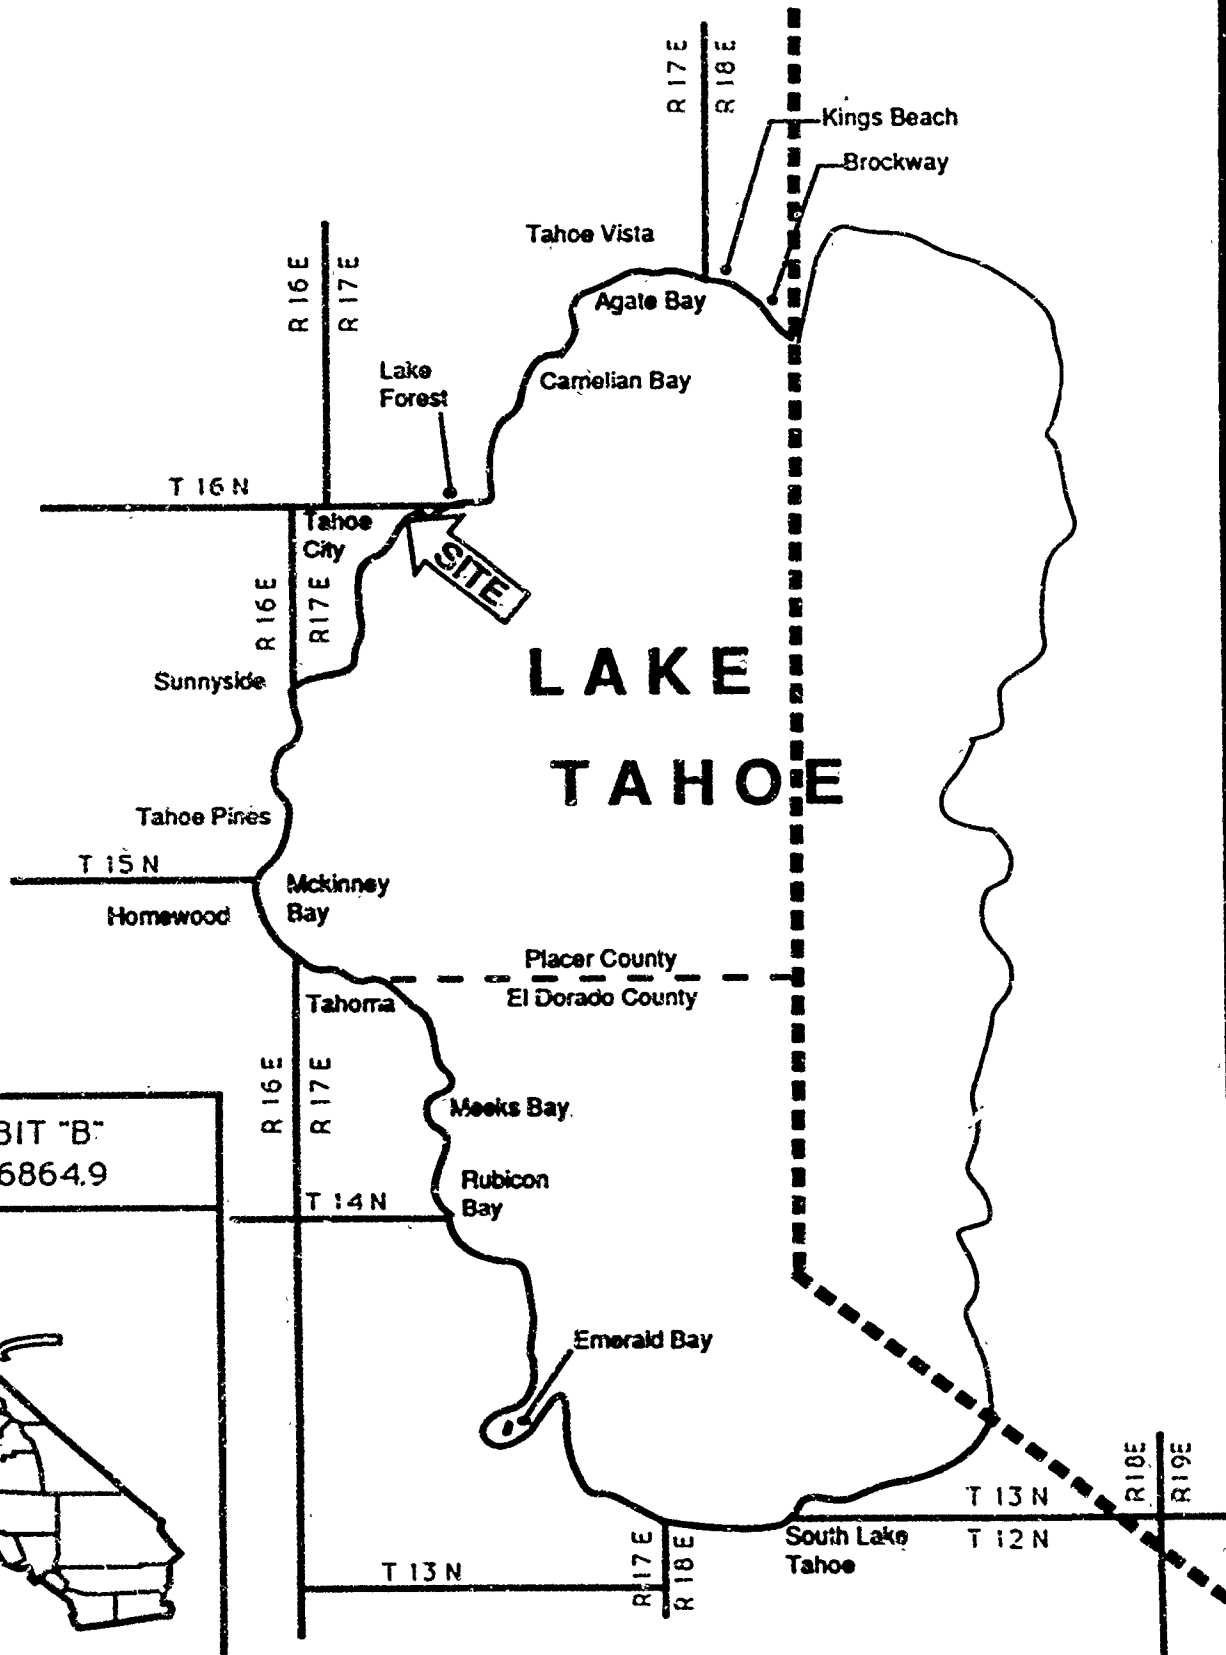 R 17 E
R 18 E
Kings Beach
Brockway
Tahoe Vista
R 16 E
R 17 E
Agate Bay
Lake
Forest
Carnelian Bay
T 16 N
Tahoe
City
SITE
R 16 E
R 17 E
LAKE
Sunnyside
TAHOE
Tahoe Pines
T 15 N
Mckinney
Bay
Homewood
Placer County
El Dorado County
Tahoma
R 16 E
R 17 E
Meeks Bay
BIT "B"
6864.9
Rubicon
Bay
T 14 N
Emerald Bay
R 18 E
R 19 E
T 13 N
South Lake
Tahoe
T 12 N
R 17 E
R 18 E
T 13 N